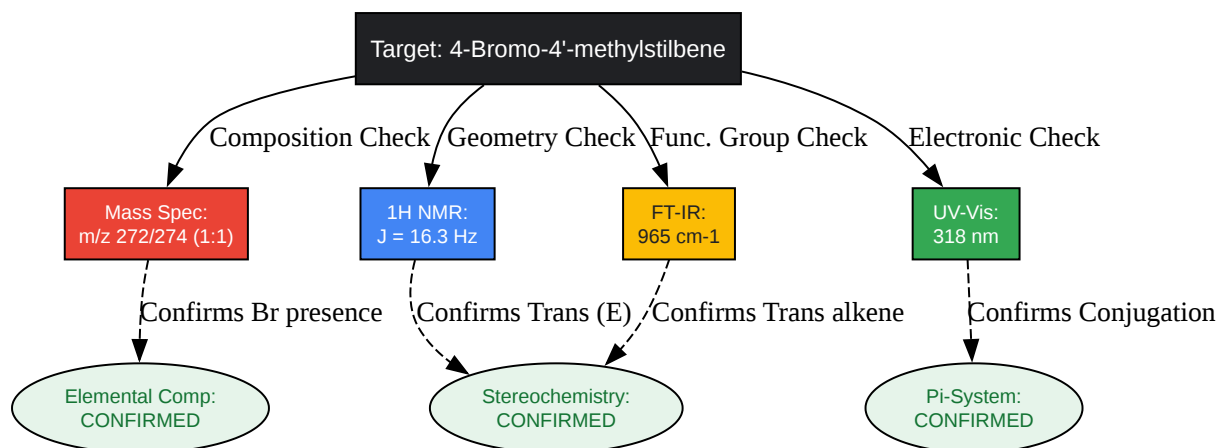 Target: 4-Bromo-4'-methylstilbene
Composition Check
Geometry Check
Func. Group Check
Electronic Check
Mass Spec:
m/z 272/274 (1:1)
1H NMR:
J = 16.3 Hz
FT-IR:
965 cm-1
UV-Vis:
318 nm
Confirms Br presence
Confirms Trans (E)
Confirms Trans alkene
Confirms Conjugation
Elemental Comp:
CONFIRMED
Stereochemistry:
CONFIRMED
Pi-System:
CONFIRMED